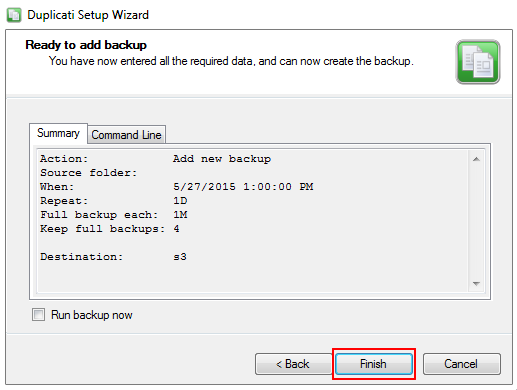 Duplicati Setup Wizard
Ready to add backup
You have now entered all the required data, and can now create the backup.
Summary
Command Line
Action: Add new backup
Source folder:
When: 5/27/2015 1:00:00 PM
Repeat: 1D
Full backup each: 1M
Keep full backups: 4
Destination: s3
Run backup now
< Back
Finish
Cancel